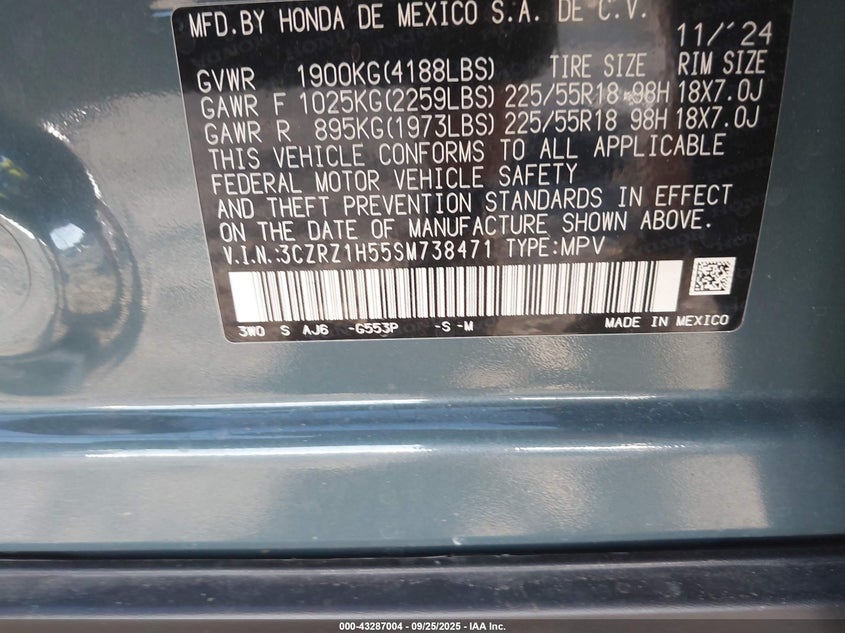 MFD.BY HONDA DE MEXICO S.A. DE C.V.
11/´24
GVWR 1900KG(4188LBS) TIRE SIZE RIM SIZE
GAWR F 1025KG(2259LBS) 225/55R18 98H 18X7.0J
GAWR R 895KG(1973LBS) 225/55R18 98H 18X7.0J
THIS VEHICLE CONFORMS TO ALL APPLICABLE
FEDERAL MOTOR VEHICLE SAFETY
AND THEFT PREVENTION STANDARDS IN EFFECT
ON THE DATE OF MANUFACTURE SHOWN ABOVE.
V.I.N.:3CZRZ1H55SM738471 TYPE:MPV
3W0 S AJ6 -G553P -S -M MADE IN MEXICO
000-43287004 — 09/25/2025 - IAA Inc.